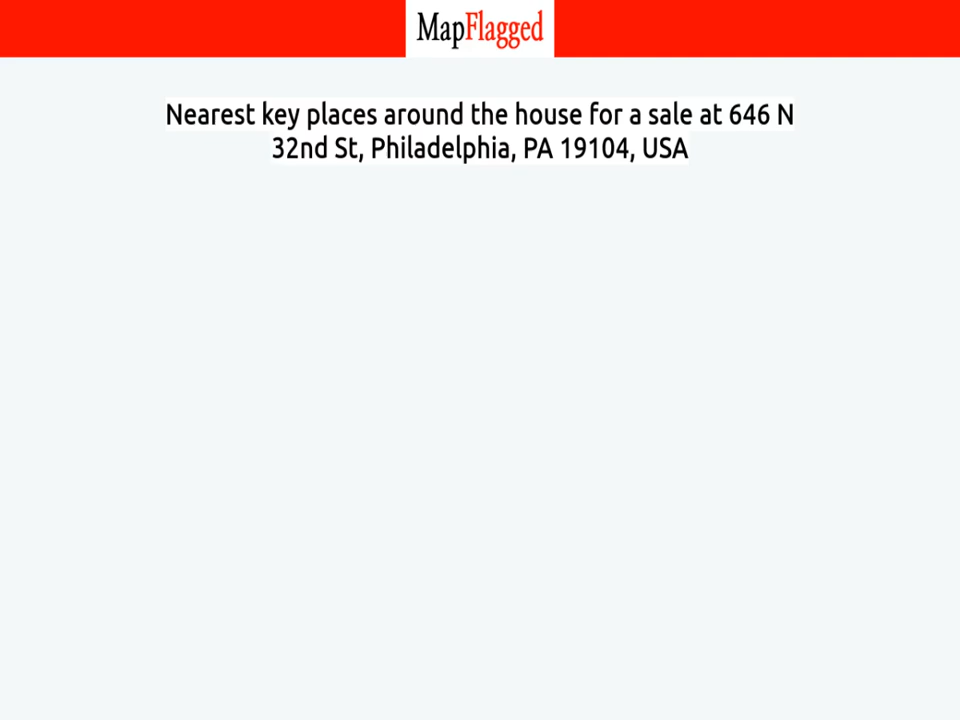 MapFlagged
Nearest key places around the house for a sale at 646 N
32nd St, Philadelphia, PA 19104, USA